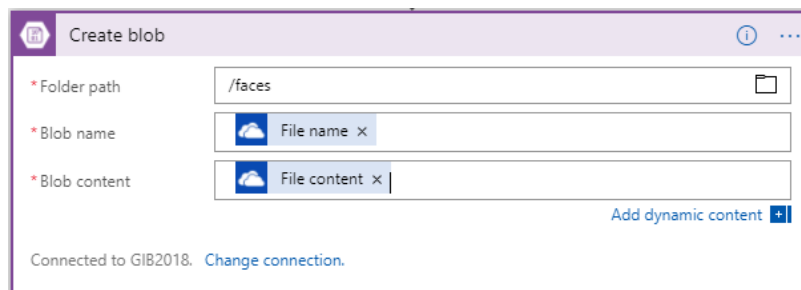 Create blob
* Folder path /faces
* Blob name File name ×
* Blob content File content ×
Add dynamic content
Connected to GIB2018. Change connection.